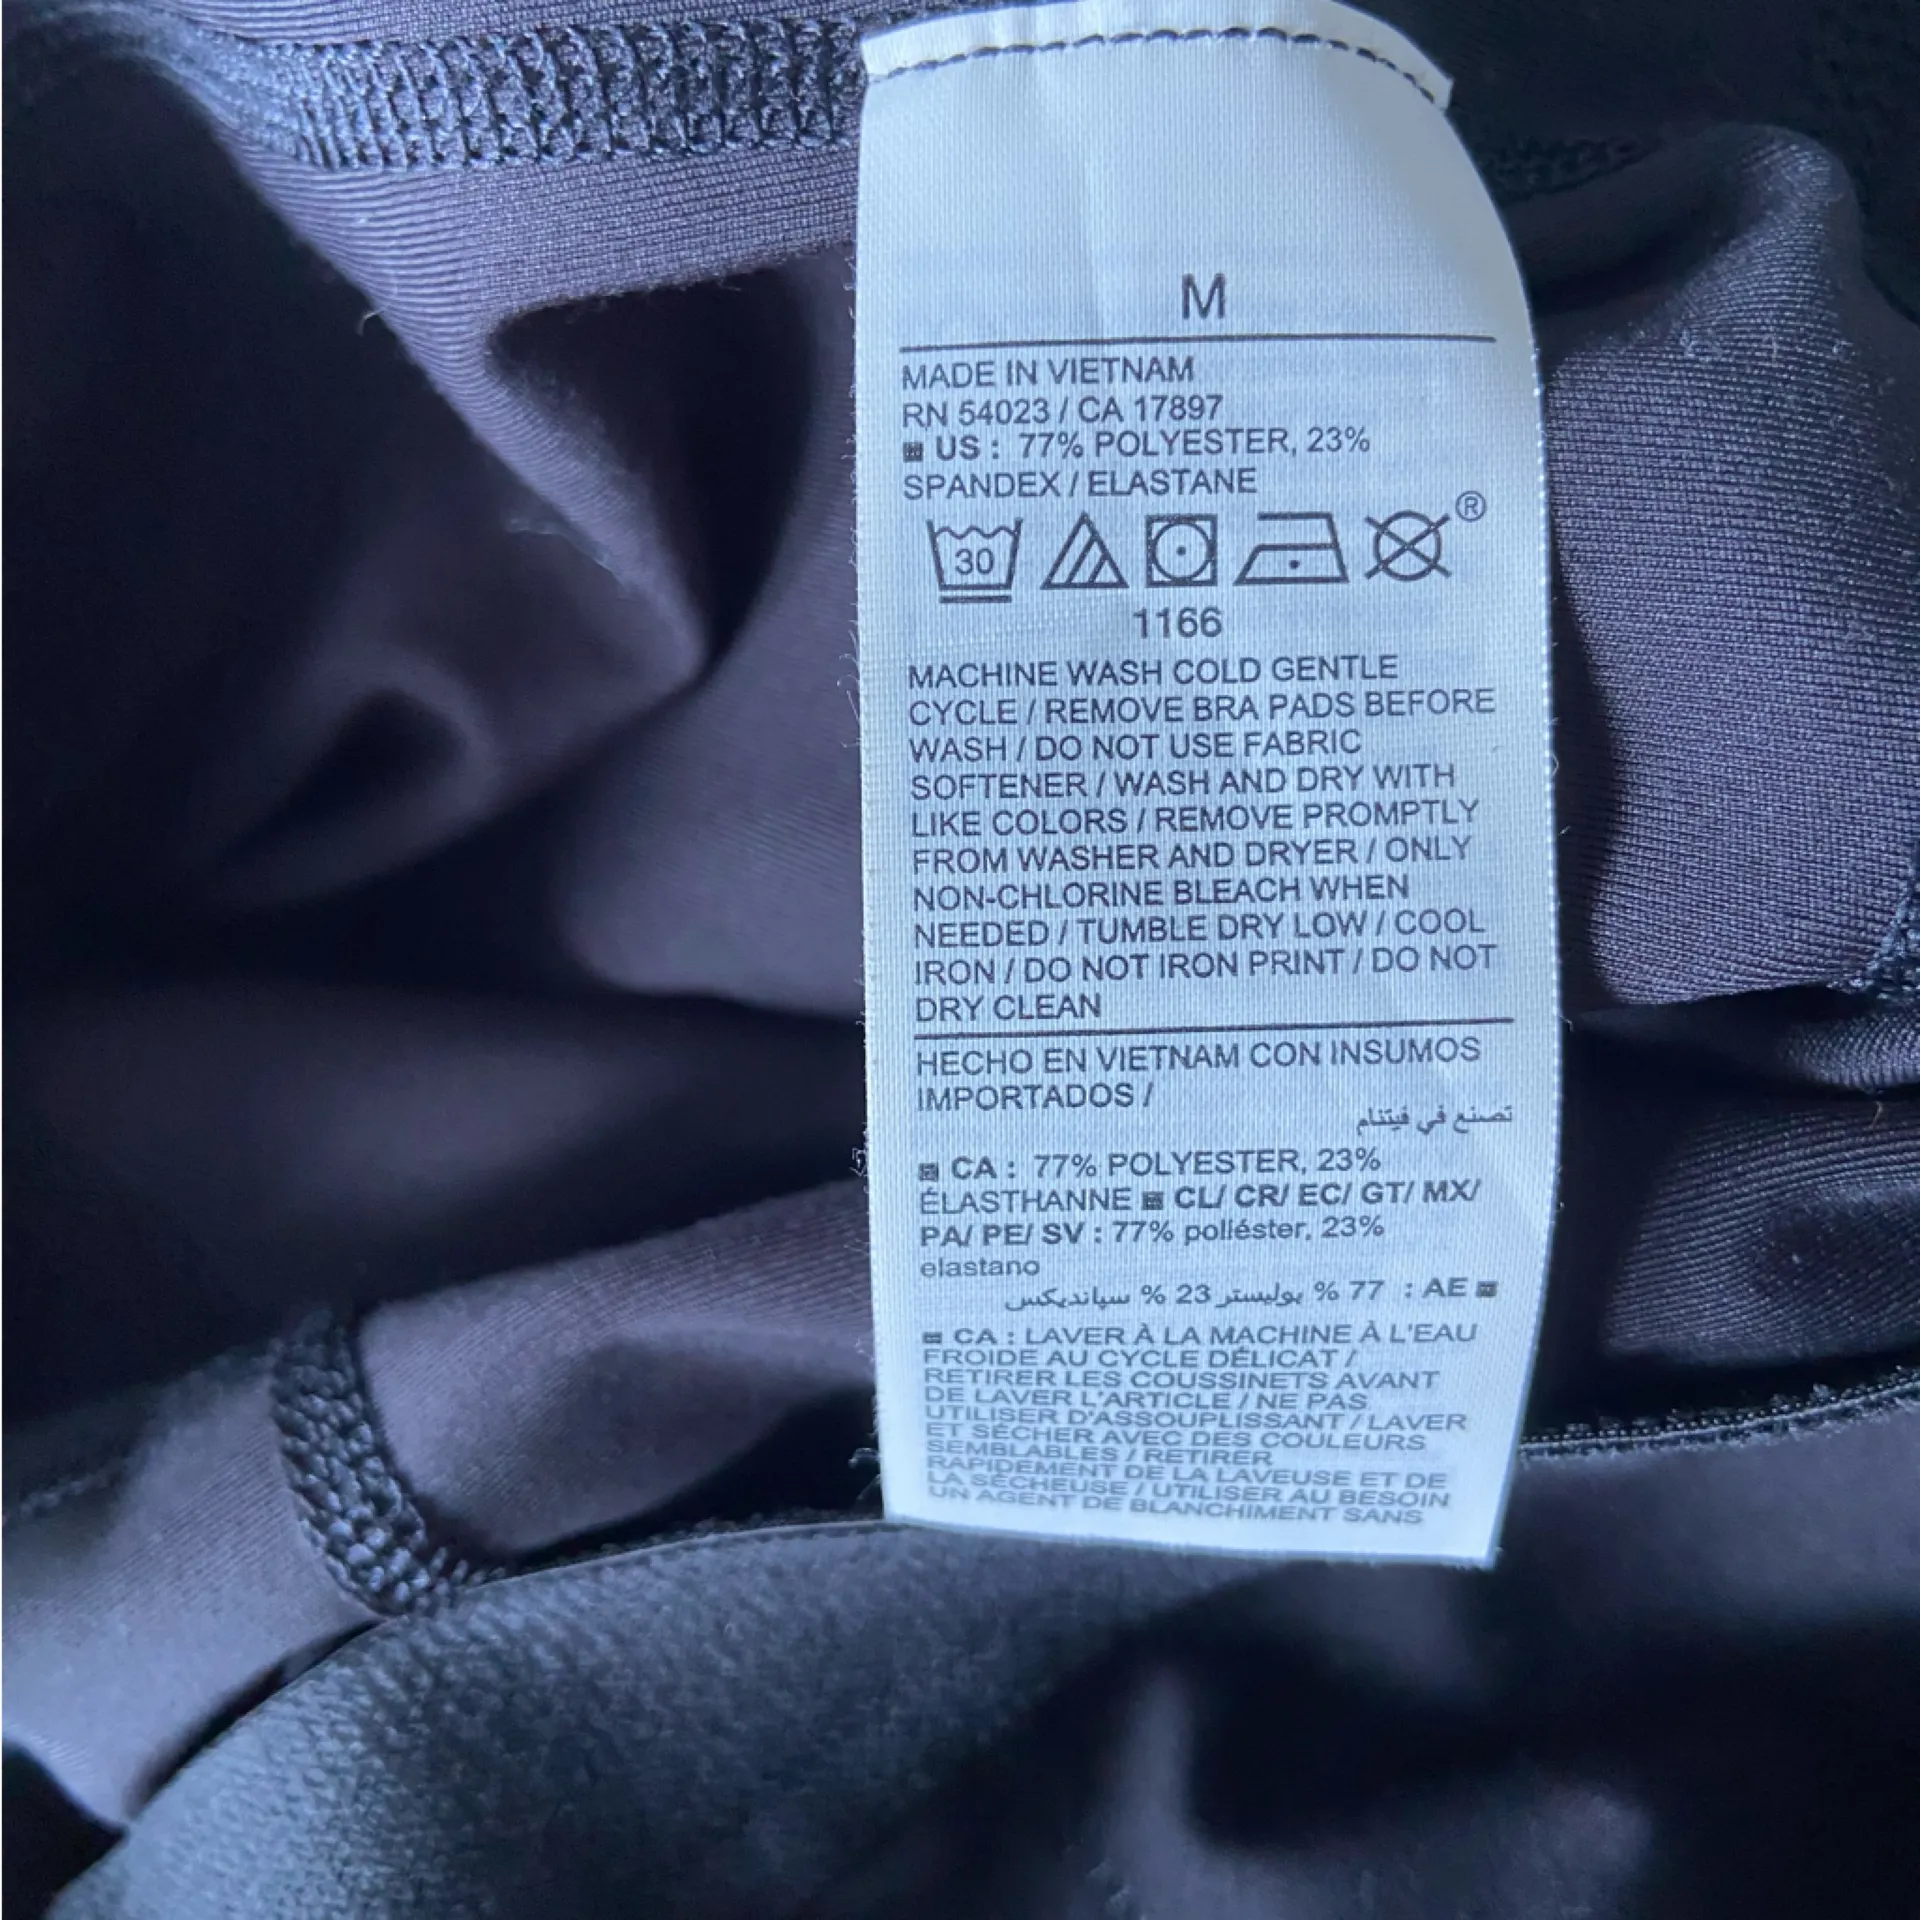 M
MADE IN VIETNAM
RN 54023 / CA 17897
US : 77% POLYESTER, 23%
SPANDEX / ELASTANE
30 ®
1166
MACHINE WASH COLD GENTLE
CYCLE / REMOVE BRA PADS BEFORE
WASH / DO NOT USE FABRIC
SOFTENER / WASH AND DRY WITH
LIKE COLORS / REMOVE PROMPTLY
FROM WASHER AND DRYER / ONLY
NON-CHLORINE BLEACH WHEN
NEEDED / TUMBLE DRY LOW / COOL
IRON / DO NOT IRON PRINT / DO NOT
DRY CLEAN
HECHO EN VIETNAM CON INSUMOS
IMPORTADOS /
تصنع في فيتنام
CA : 77% POLYESTER, 23%
ÉLASTHANNE CL/ CR/ EC/ GT/ MX/
PA/ PE/ SV : 77% poliéster, 23%
elastano
AE : 77 % بوليستر 23 % سباندیکس
CA : LAVER À LA MACHINE À L'EAU
FROIDE AU CYCLE DÉLICAT /
RETIRER LES COUSSINETS AVANT
DE LAVER L'ARTICLE / NE PAS
UTILISER D'ASSOUPLISSANT / LAVER
ET SÉCHER AVEC DES COULEURS
SEMBLABLES / RETIRER
RAPIDEMENT DE LA LAVEUSE ET DE
LA SÉCHEUSE / UTILISER AU BESOIN
UN AGENT DE BLANCHIMENT SANS